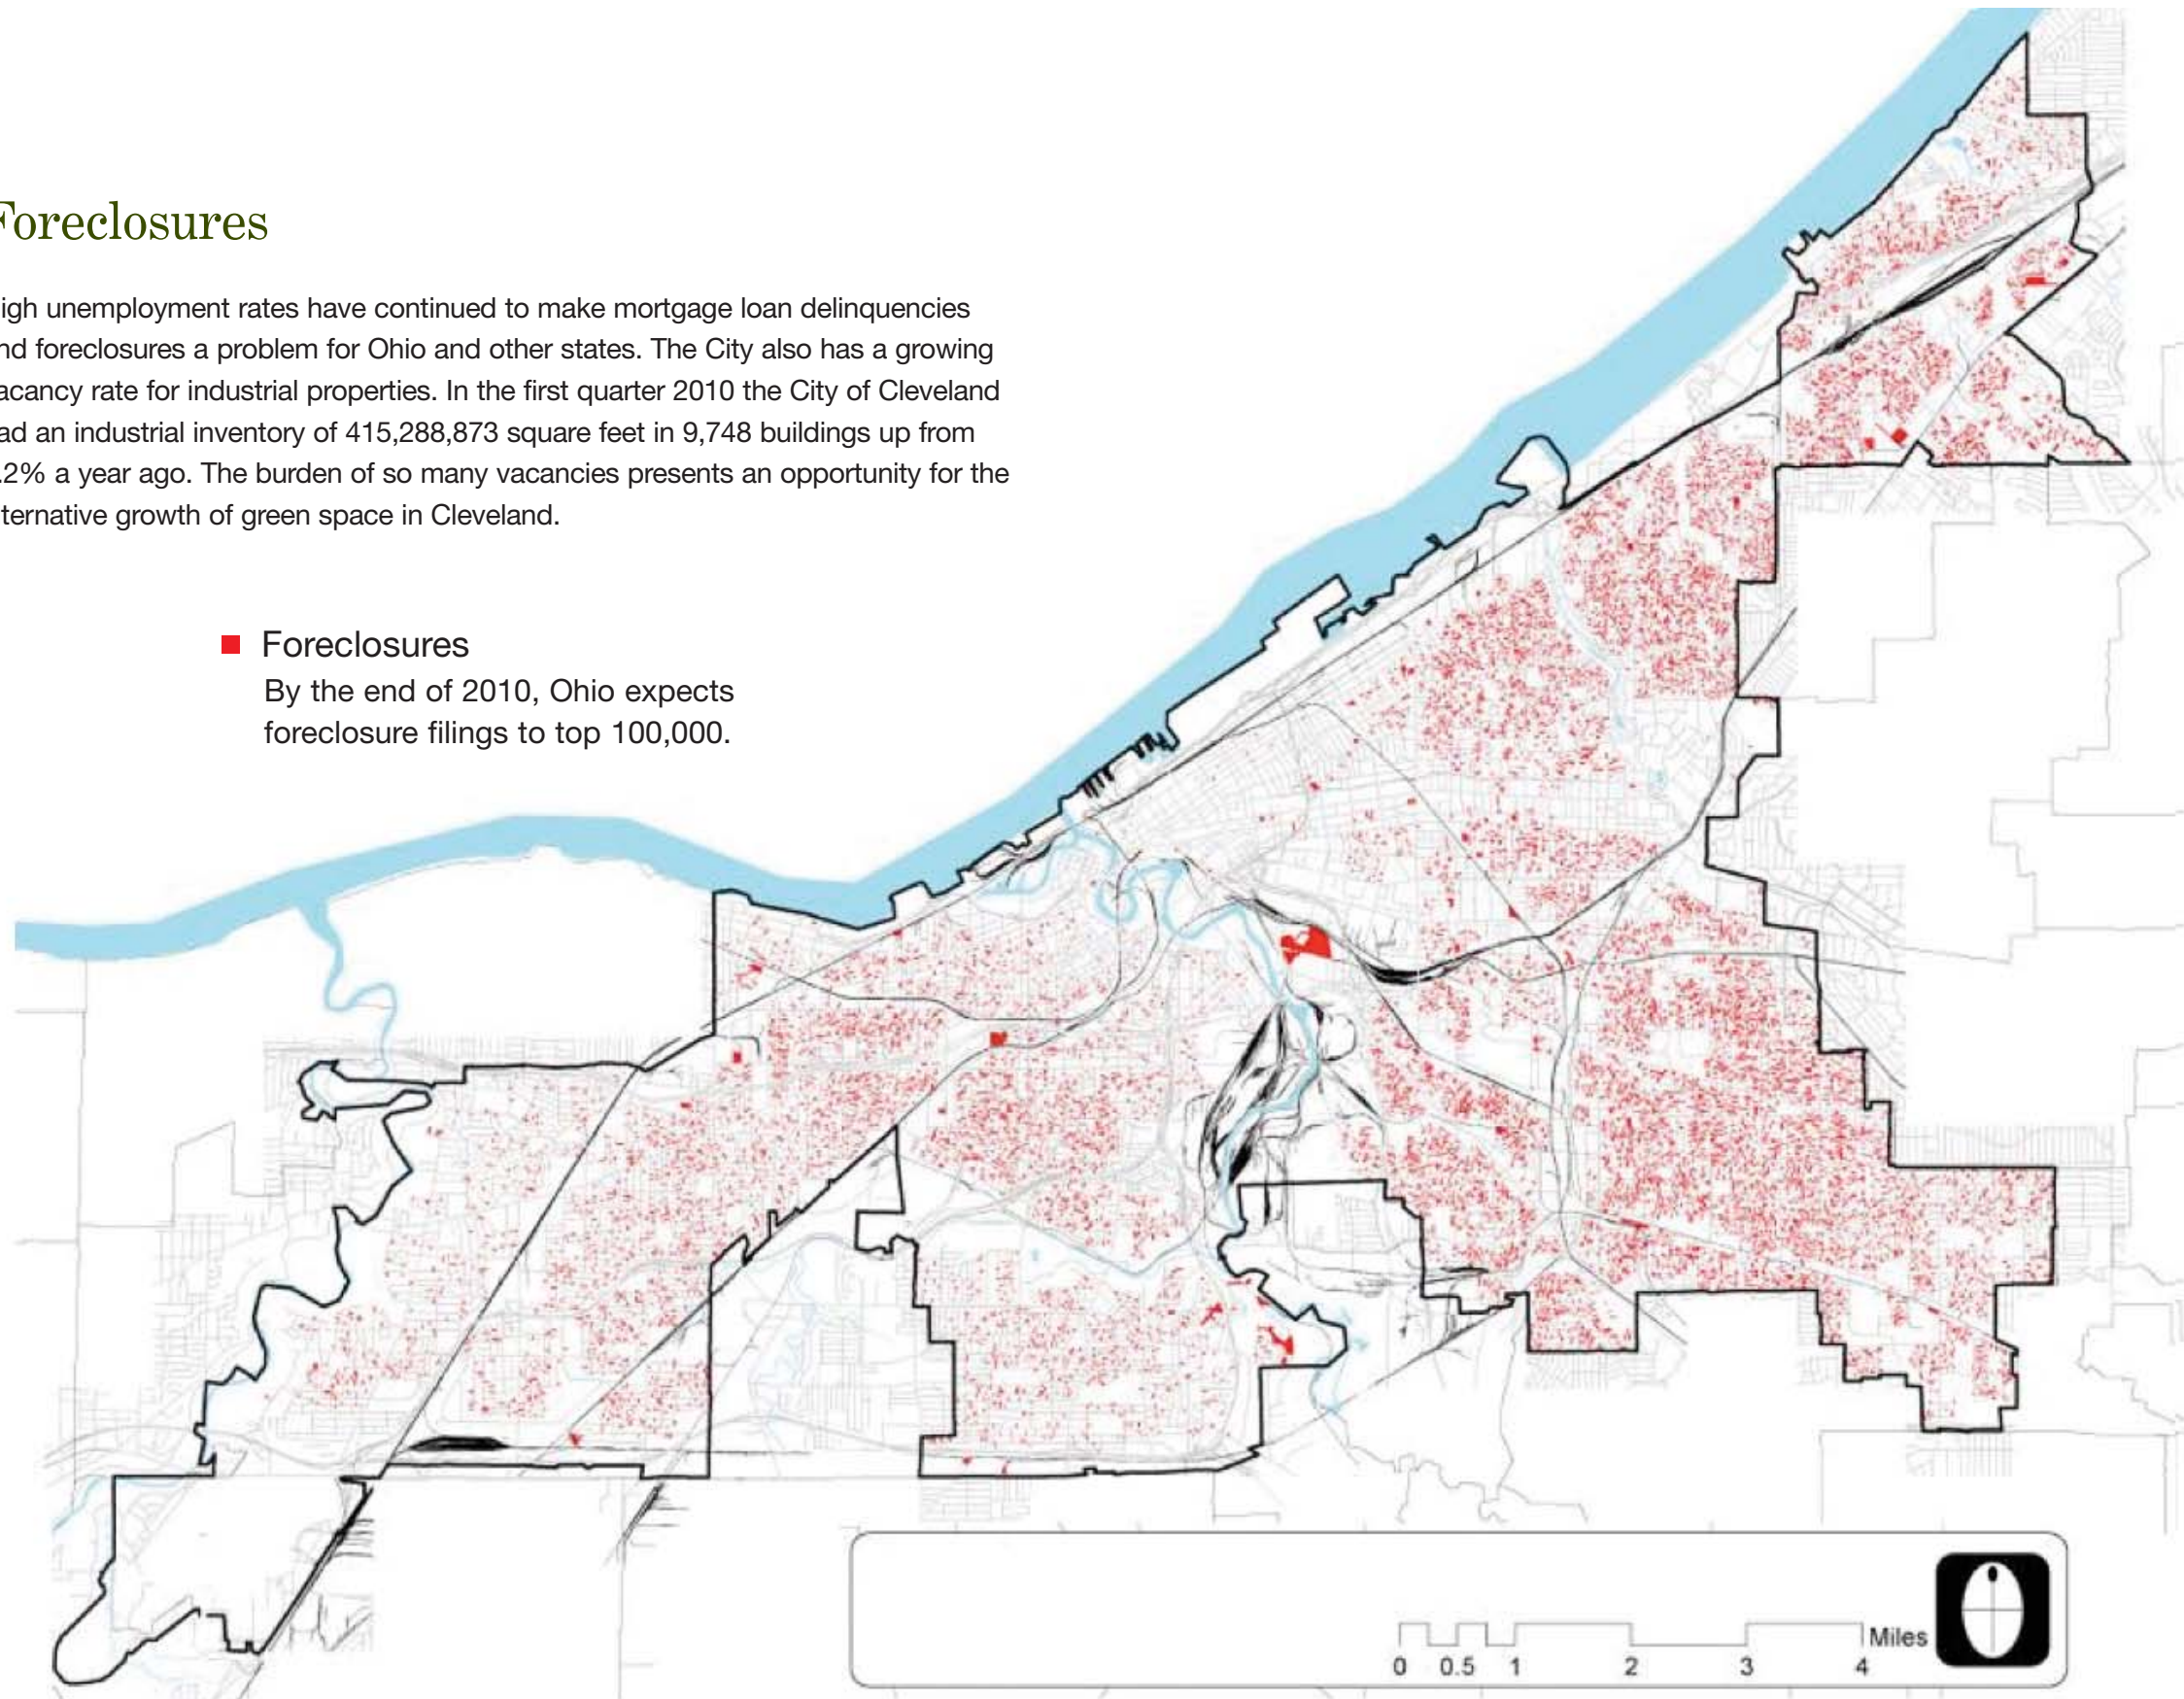 Foreclosures
igh unemployment rates have continued to make mortgage loan delinquencies
nd foreclosures a problem for Ohio and other states. The City also has a growing
acancy rate for industrial properties. In the first quarter 2010 the City of Cleveland
ad an industrial inventory of 415,288,873 square feet in 9,748 buildings up from
.2% a year ago. The burden of so many vacancies presents an opportunity for the
ternative growth of green space in Cleveland.
Foreclosures
By the end of 2010, Ohio expects
foreclosure filings to top 100,000.
Miles
0 0.5 1 2 3 4